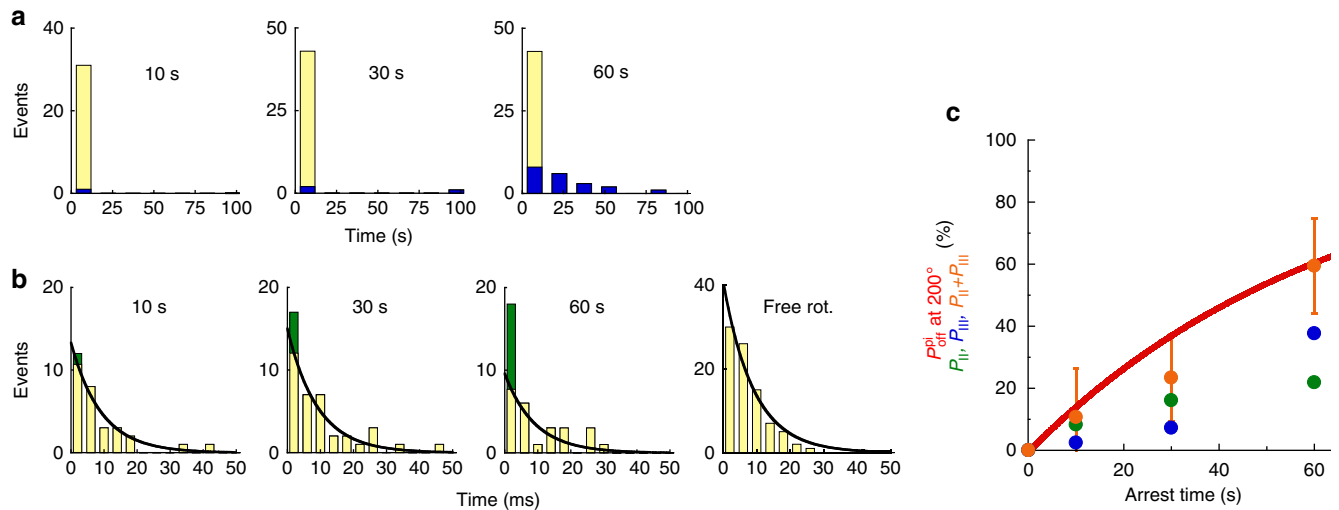 a
10 s
30 s
60 s
Events
40
20
0
50
25
0
50
25
0
0 25 50 75 100
0 25 50 75 100
0 25 50 75 100
Time (s)
b
10 s
30 s
60 s
Free rot.
Events
20
10
0
20
10
0
20
10
0
40
20
0
0 10 20 30 40 50
0 10 20 30 40 50
0 10 20 30 40 50
0 10 20 30 40 50
Time (ms)
c
P_off^pi at 200°
P_II, P_III, P_II+P_III (%)
100
80
60
40
20
0
0 20 40 60
Arrest time (s)